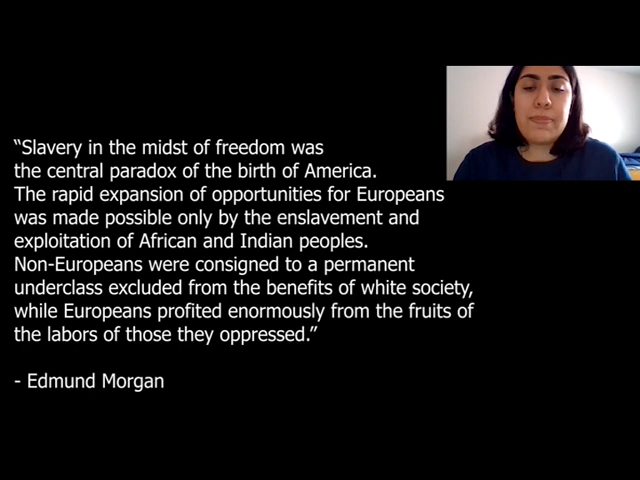 “Slavery in the midst of freedom was
the central paradox of the birth of America.
The rapid expansion of opportunities for Europeans
was made possible only by the enslavement and
exploitation of African and Indian peoples.
Non-Europeans were consigned to a permanent
underclass excluded from the benefits of white society,
while Europeans profited enormously from the fruits of
the labors of those they oppressed.”
- Edmund Morgan